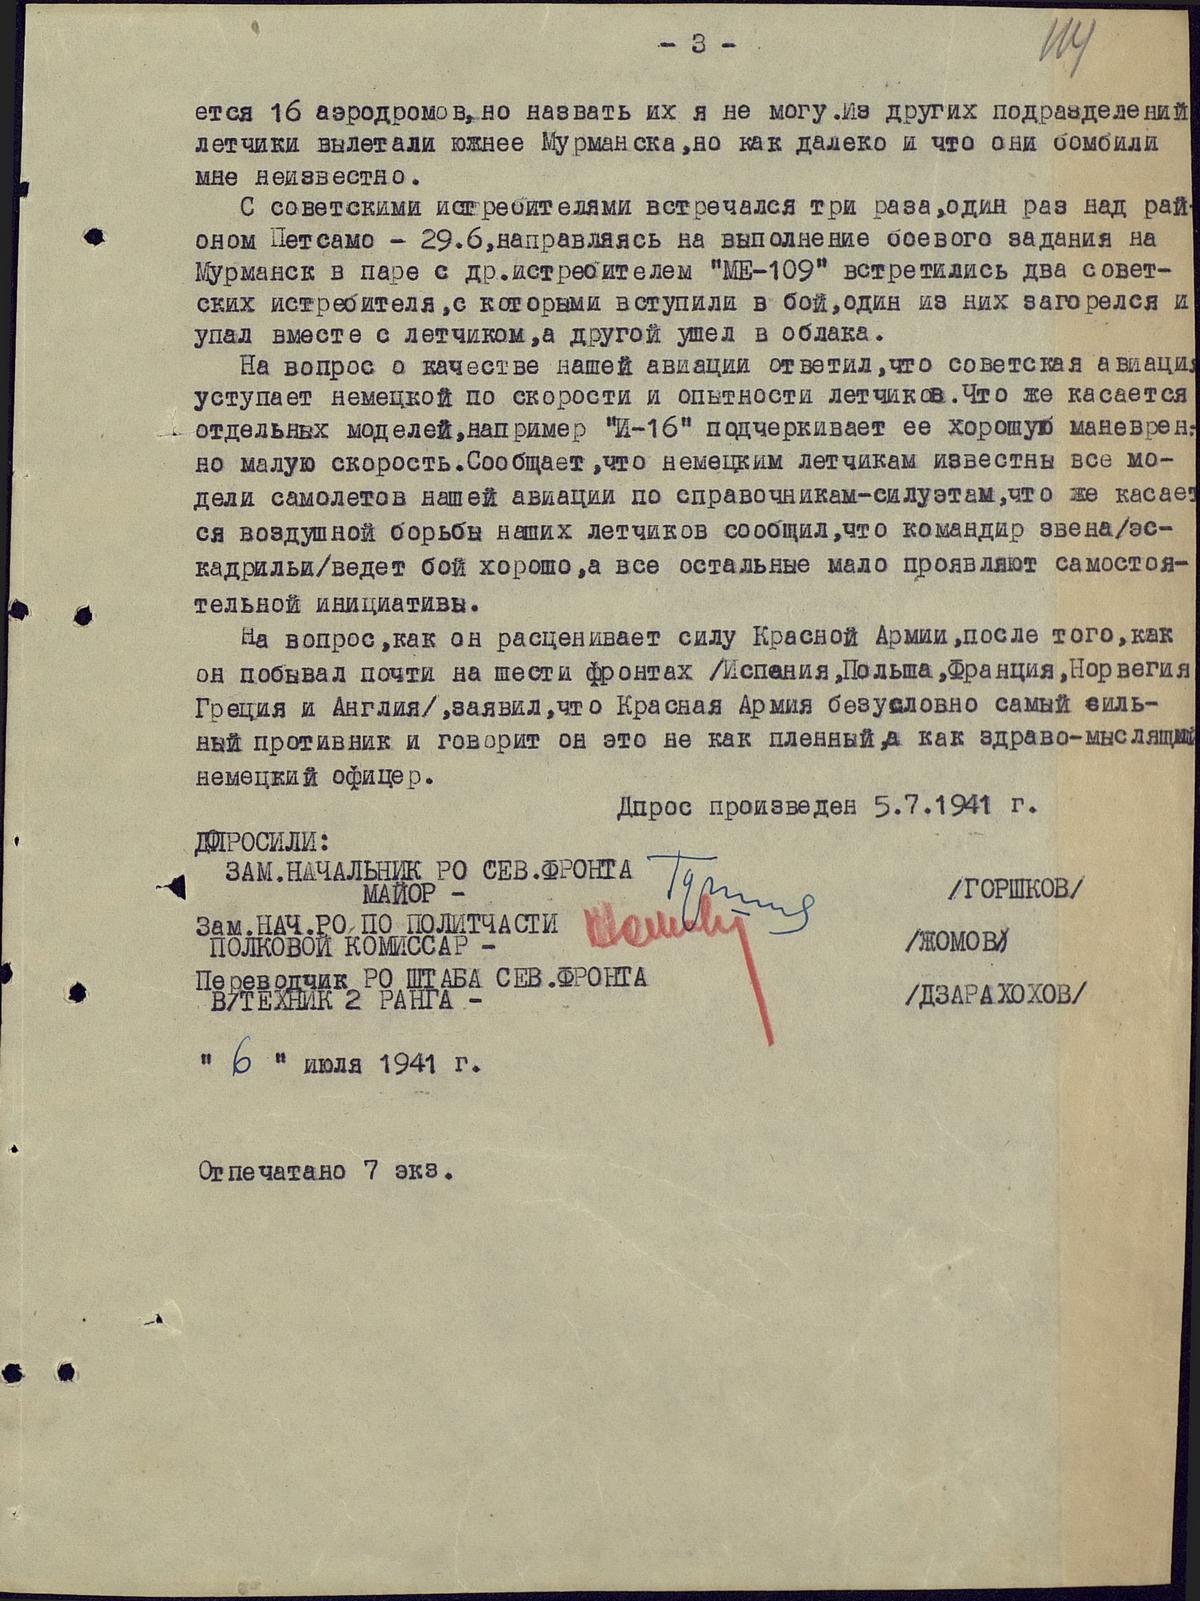 - 3 -
ется 16 аэродромов,но назвать их я не могу.Из других подразделений
летчики вылетали южнее Мурманска,но как далеко и что они бомбили
мне неизвестно.
С советскими истребителями встречался три раза,один раз над рай-
оном Петсамо - 29.6,направляясь на выполнение боевого задания на
Мурманск в паре с др.истребителем "МЕ-109" встретились два совет-
ских истребителя,с которыми вступили в бой,один из них загорелся и
упал вместе с летчиком,а другой ушел в облака.
На вопрос о качестве нашей авиации ответил,что советская авиация
уступает немецкой по скорости и опытности летчиков.Что же касается
отдельных моделей,например "И-16" подчеркивает ее хорошую маневрен-
но малую скорость.Сообщает,что немецким летчикам известны все мо-
дели самолетов нашей авиации по справочникам-силуэтам,что же касает
ся воздушной борьбы наших летчиков сообщил,что командир звена/эс-
кадрильи/ведет бой хорошо,а все остальные мало проявляют самостоя-
тельной инициативы.
На вопрос,как он расценивает силу Красной Армии,после того,как
он побывал почти на шести фронтах /Испания,Польша,Франция,Норвегия
Греция и Англия/,заявил,что Красная Армия безусловно самый силь-
ный противник и говорит он это не как пленный,а как здраво-мыслящий
немецкий офицер.
Дпрос произведен 5.7.1941 г.
ДОПРОСИЛИ:
ЗАМ.НАЧАЛЬНИК РО СЕВ.ФРОНТА
МАЙОР - /ГОРШКОВ/
Зам.НАЧ.РО ПО ПОЛИТЧАСТИ
ПОЛКОВОЙ КОМИССАР - /ЖОМОВ/
Переводчик РО ШТАБА СЕВ.ФРОНТА
В/ТЕХНИК 2 РАНГА - /ДЗАРАХОХОВ/
" 6 " июля 1941 г.
Отпечатано 7 экз.